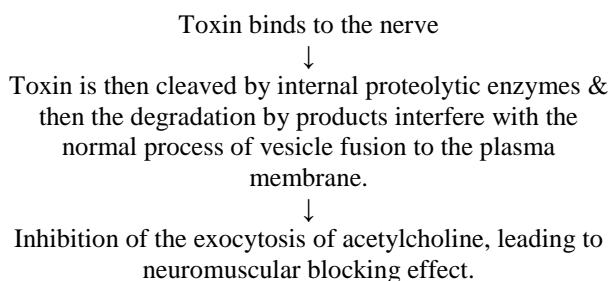 Toxin binds to the nerve
↓
Toxin is then cleaved by internal proteolytic enzymes &
then the degradation by products interfere with the
normal process of vesicle fusion to the plasma
membrane.
↓
Inhibition of the exocytosis of acetylcholine, leading to
neuromuscular blocking effect.